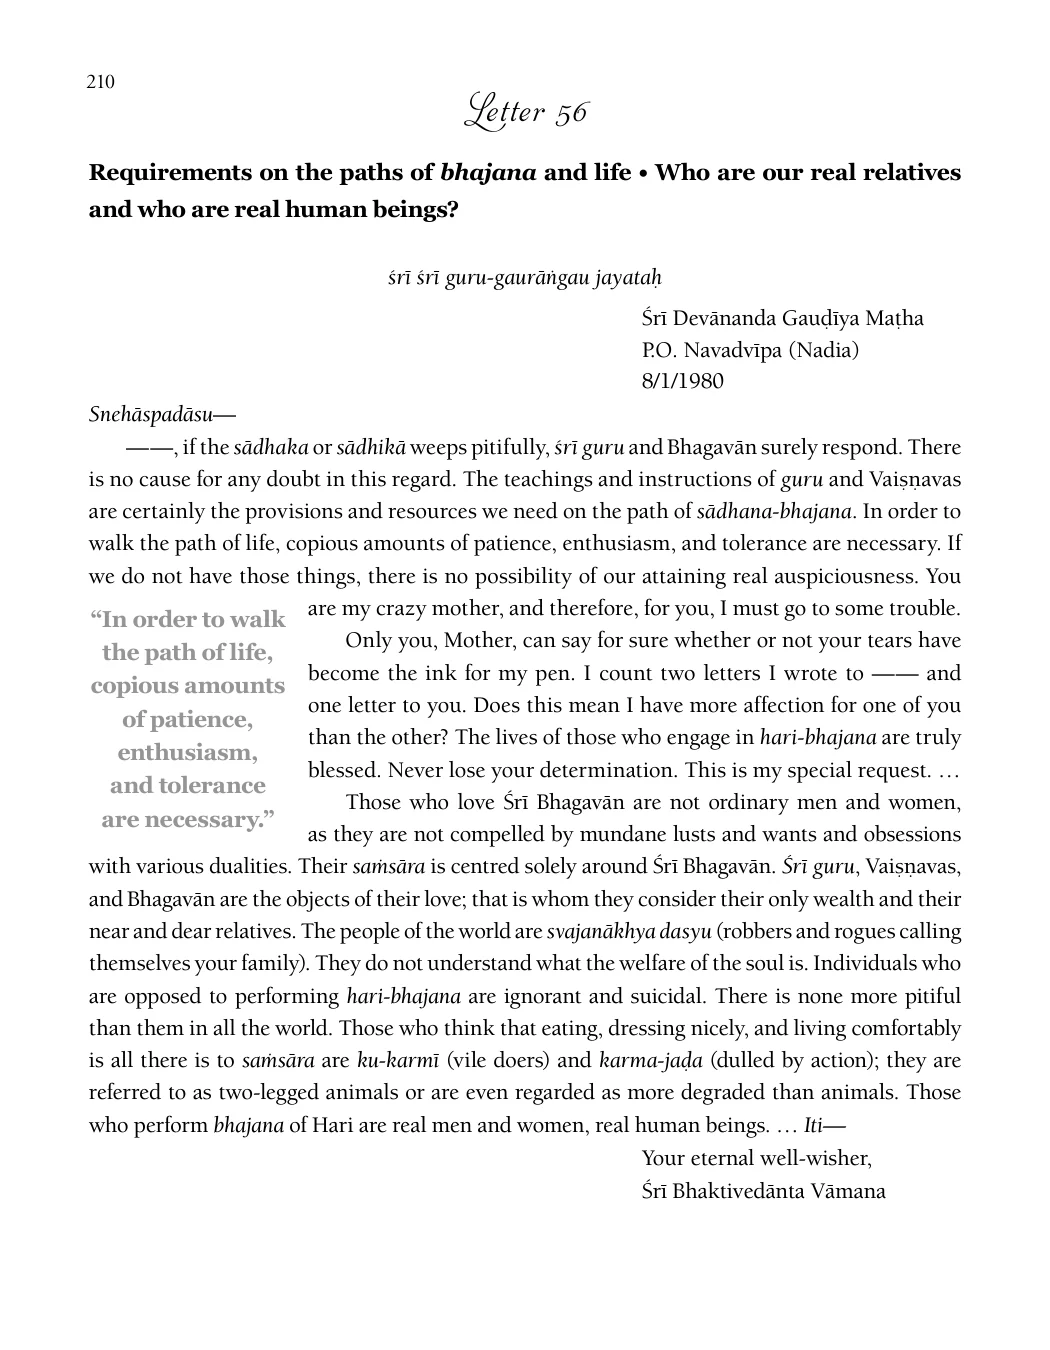 210
Letter 56
Requirements on the paths of bhajana and life • Who are our real relatives
and who are real human beings?
śrī śrī guru-gaurāṅgau jayataḥ
Śrī Devānanda Gauḍīya Maṭha
P.O. Navadvīpa (Nadia)
8/1/1980
Snehāspadāsu—
——, if the sādhaka or sādhikā weeps pitifully, śrī guru and Bhagavān surely respond. There
is no cause for any doubt in this regard. The teachings and instructions of guru and Vaiṣṇavas
are certainly the provisions and resources we need on the path of sādhana-bhajana. In order to
walk the path of life, copious amounts of patience, enthusiasm, and tolerance are necessary. If
we do not have those things, there is no possibility of our attaining real auspiciousness. You
are my crazy mother, and therefore, for you, I must go to some trouble.
Only you, Mother, can say for sure whether or not your tears have
become the ink for my pen. I count two letters I wrote to —— and
one letter to you. Does this mean I have more affection for one of you
than the other? The lives of those who engage in hari-bhajana are truly
blessed. Never lose your determination. This is my special request. …
“In order to walk
the path of life,
copious amounts
of patience,
enthusiasm,
and tolerance
are necessary.”
Those who love Śrī Bhagavān are not ordinary men and women,
as they are not compelled by mundane lusts and wants and obsessions
with various dualities. Their saṁsāra is centred solely around Śrī Bhagavān. Śrī guru, Vaiṣṇavas,
and Bhagavān are the objects of their love; that is whom they consider their only wealth and their
near and dear relatives. The people of the world are svajanākhya dasyu (robbers and rogues calling
themselves your family). They do not understand what the welfare of the soul is. Individuals who
are opposed to performing hari-bhajana are ignorant and suicidal. There is none more pitiful
than them in all the world. Those who think that eating, dressing nicely, and living comfortably
is all there is to saṁsāra are ku-karmī (vile doers) and karma-jaḍa (dulled by action); they are
referred to as two-legged animals or are even regarded as more degraded than animals. Those
who perform bhajana of Hari are real men and women, real human beings. … Iti—
Your eternal well-wisher,
Śrī Bhaktivedānta Vāmana